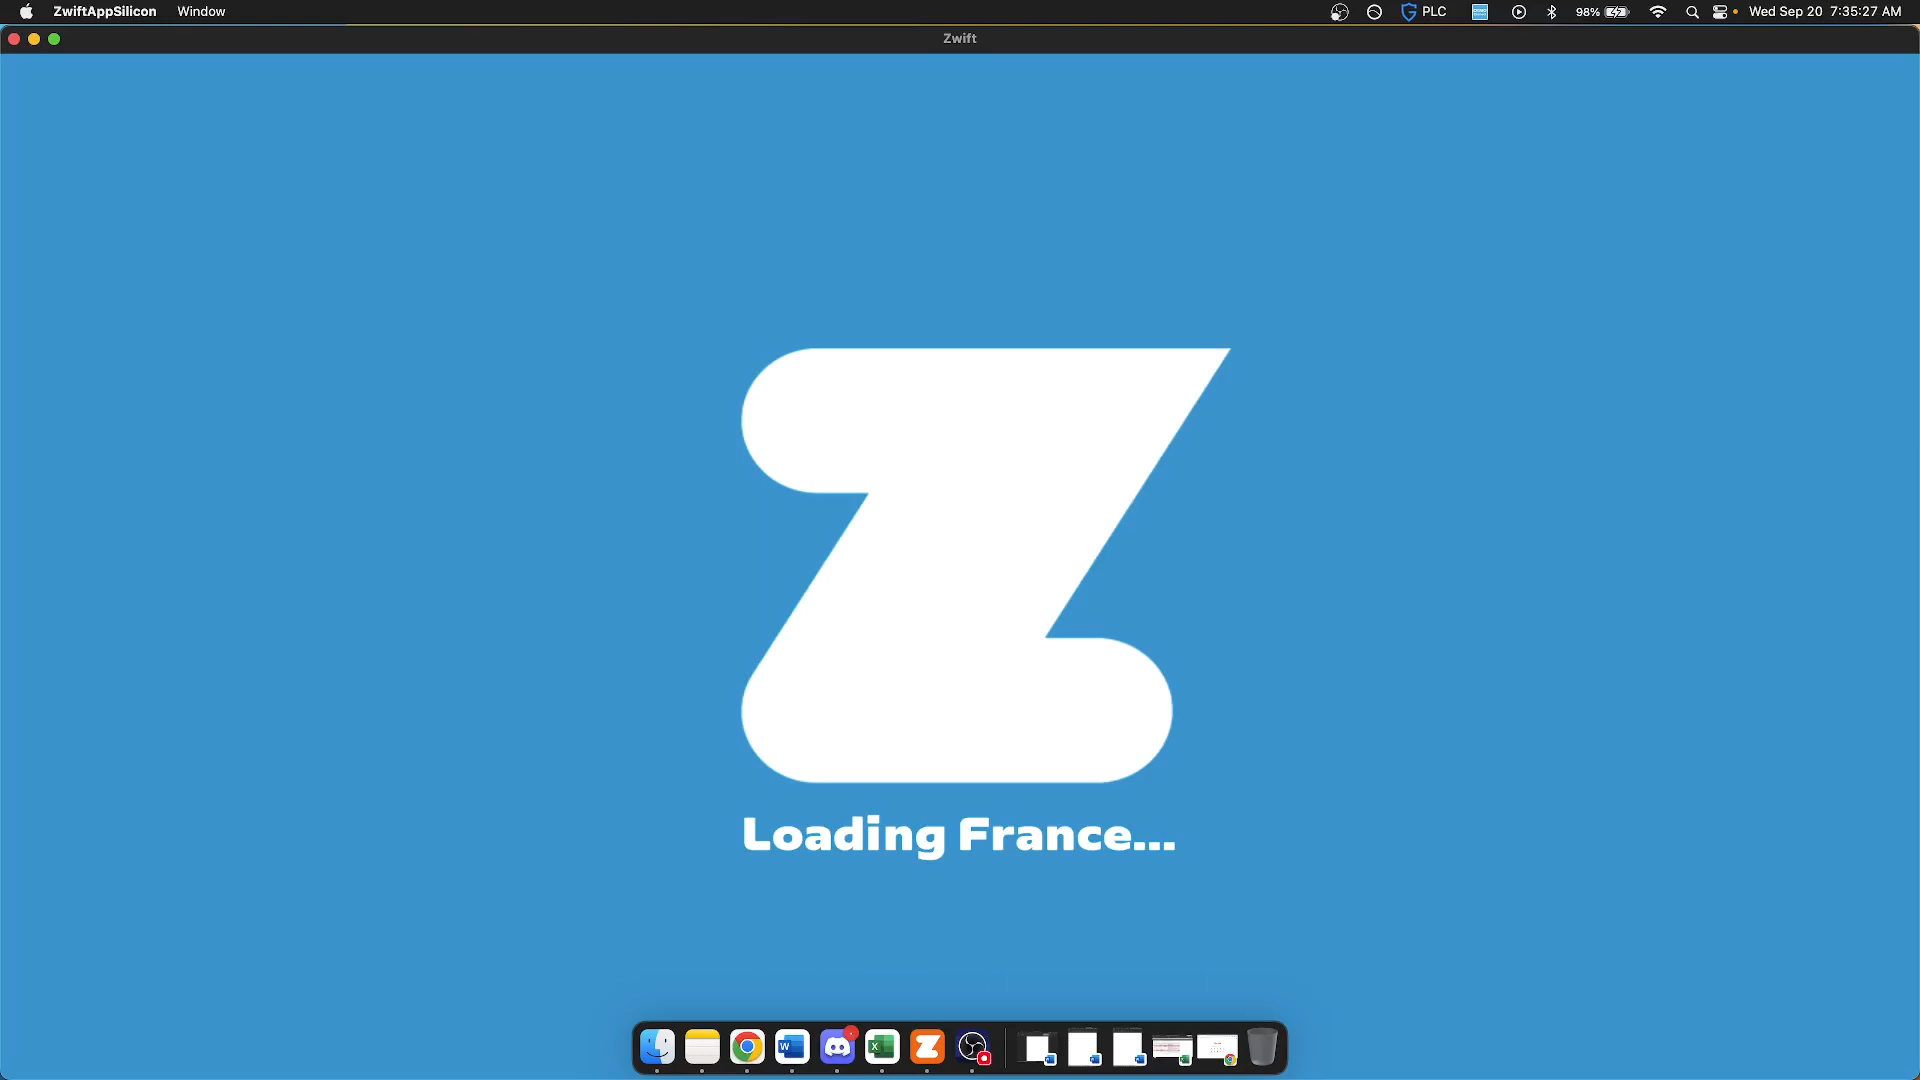 ZwiftAppSilicon Window PLC 98% Wed Sep 20 7:35:27 AM
Zwift
Z
Loading France...